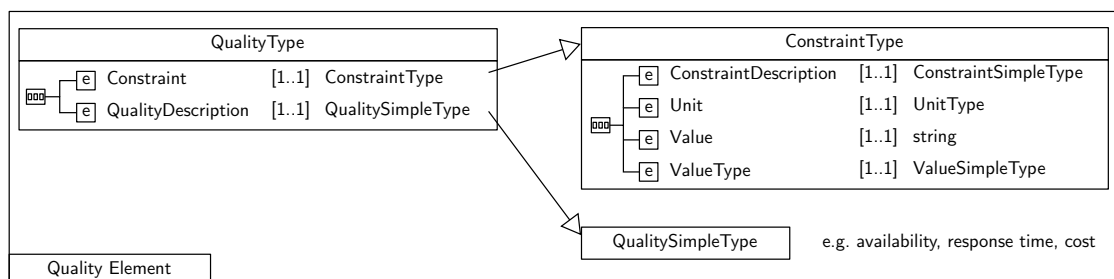 QualityType
e Constraint [1..1] ConstraintType
e QualityDescription [1..1] QualitySimpleType
ConstraintType
e ConstraintDescription [1..1] ConstraintSimpleType
e Unit [1..1] UnitType
e Value [1..1] string
e ValueType [1..1] ValueSimpleType
QualitySimpleType e.g. availability, response time, cost
Quality Element